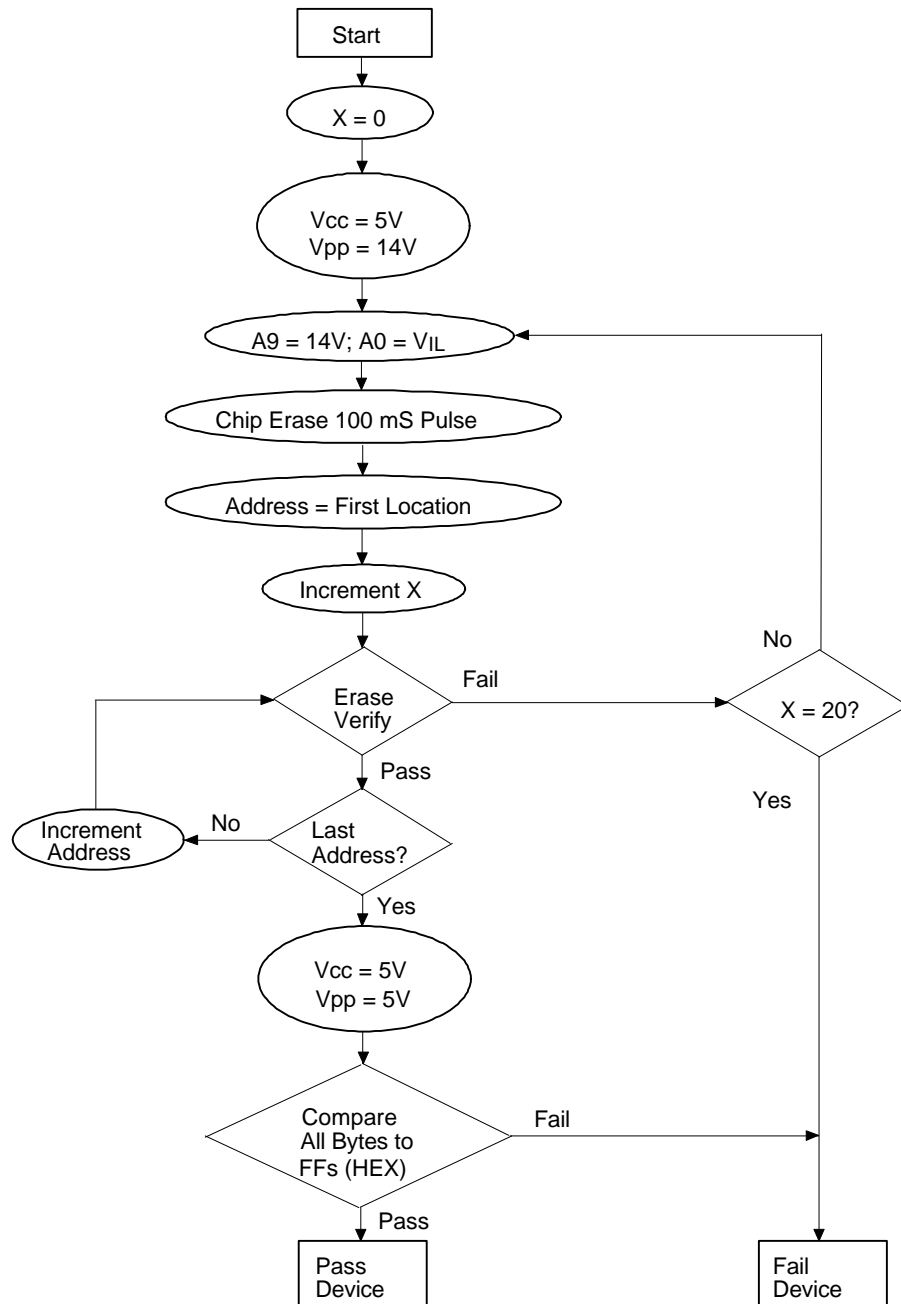 Start
X = 0
Vcc = 5V
Vpp = 14V
A9 = 14V; A0 = VIL
Chip Erase 100 mS Pulse
Address = First Location
Increment X
Erase
Verify
Fail
No
X = 20?
Yes
Pass
Last
Address?
No
Increment
Address
Yes
Vcc = 5V
Vpp = 5V
Compare
All Bytes to
FFs (HEX)
Fail
Pass
Pass
Device
Fail
Device